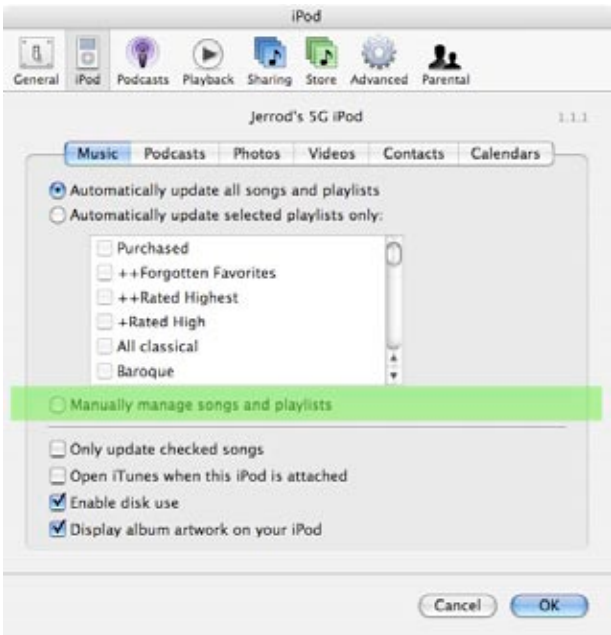 iPod
General iPod Podcasts Playback Sharing Store Advanced Parental
Jerrod's 5G iPod 1.1.1
Music Podcasts Photos Videos Contacts Calendars
Automatically update all songs and playlists
Automatically update selected playlists only:
Purchased
++Forgotten Favorites
++Rated Highest
+Rated High
All classical
Baroque
Manually manage songs and playlists
Only update checked songs
Open iTunes when this iPod is attached
Enable disk use
Display album artwork on your iPod
Cancel OK